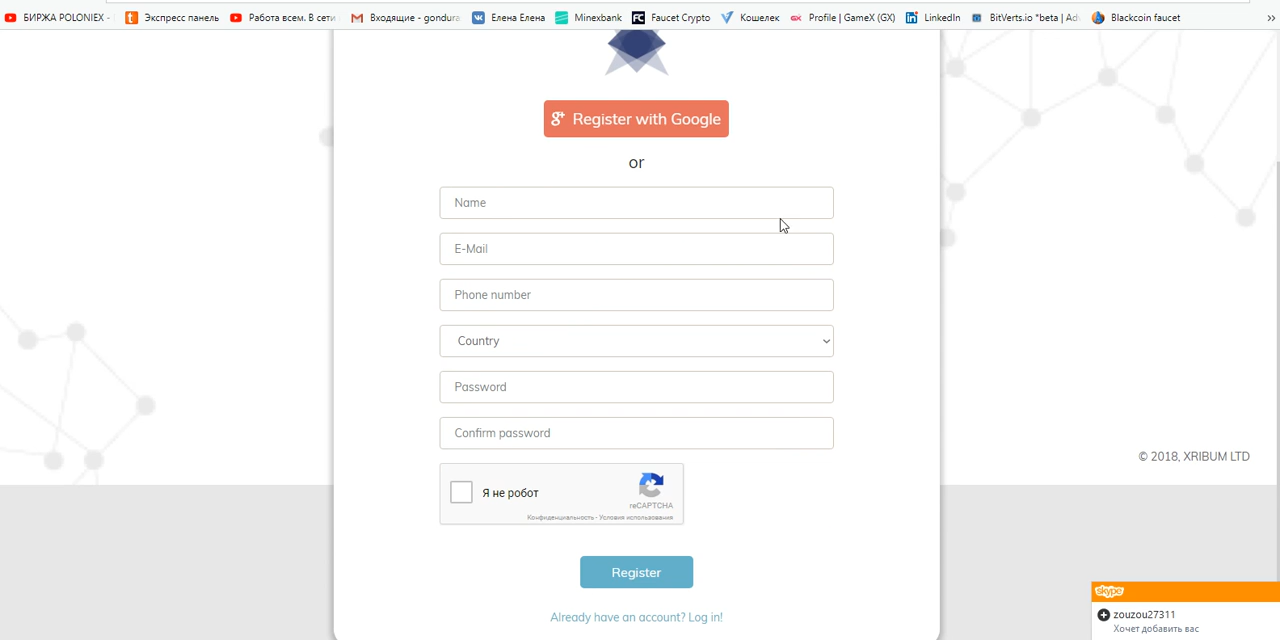 БИРЖА POLONIEX - Экспресс панель Работа всем. В сети Входящие - gondura Елена Елена Minexbank Faucet Crypto Кошелек Profile | GameX (GX) LinkedIn BitVerts.io *beta | Adv Blackcoin faucet »
Register with Google
or
Name
E-Mail
Phone number
Country
Password
Confirm password
Я не робот
reCAPTCHA
Конфиденциальность - Условия использования
© 2018, XRIBUM LTD
Register
Already have an account? Log in!
skype
zouzou27311
Хочет добавить вас